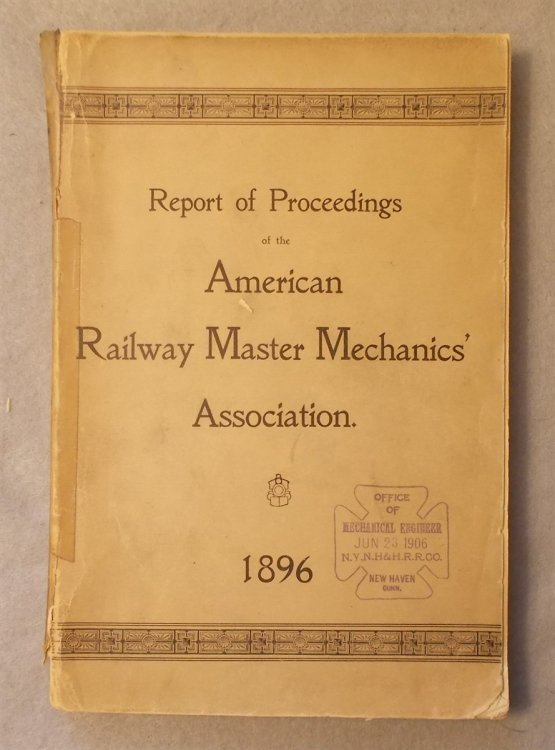 Report of Proceedings
of the
American
Railway Master Mechanics'
Association.
1896
OFFICE
OF
MECHANICAL ENGINEER
JUN 23 1906
N.Y.N.H.&H.R.R.CO.
NEW HAVEN
CONN.